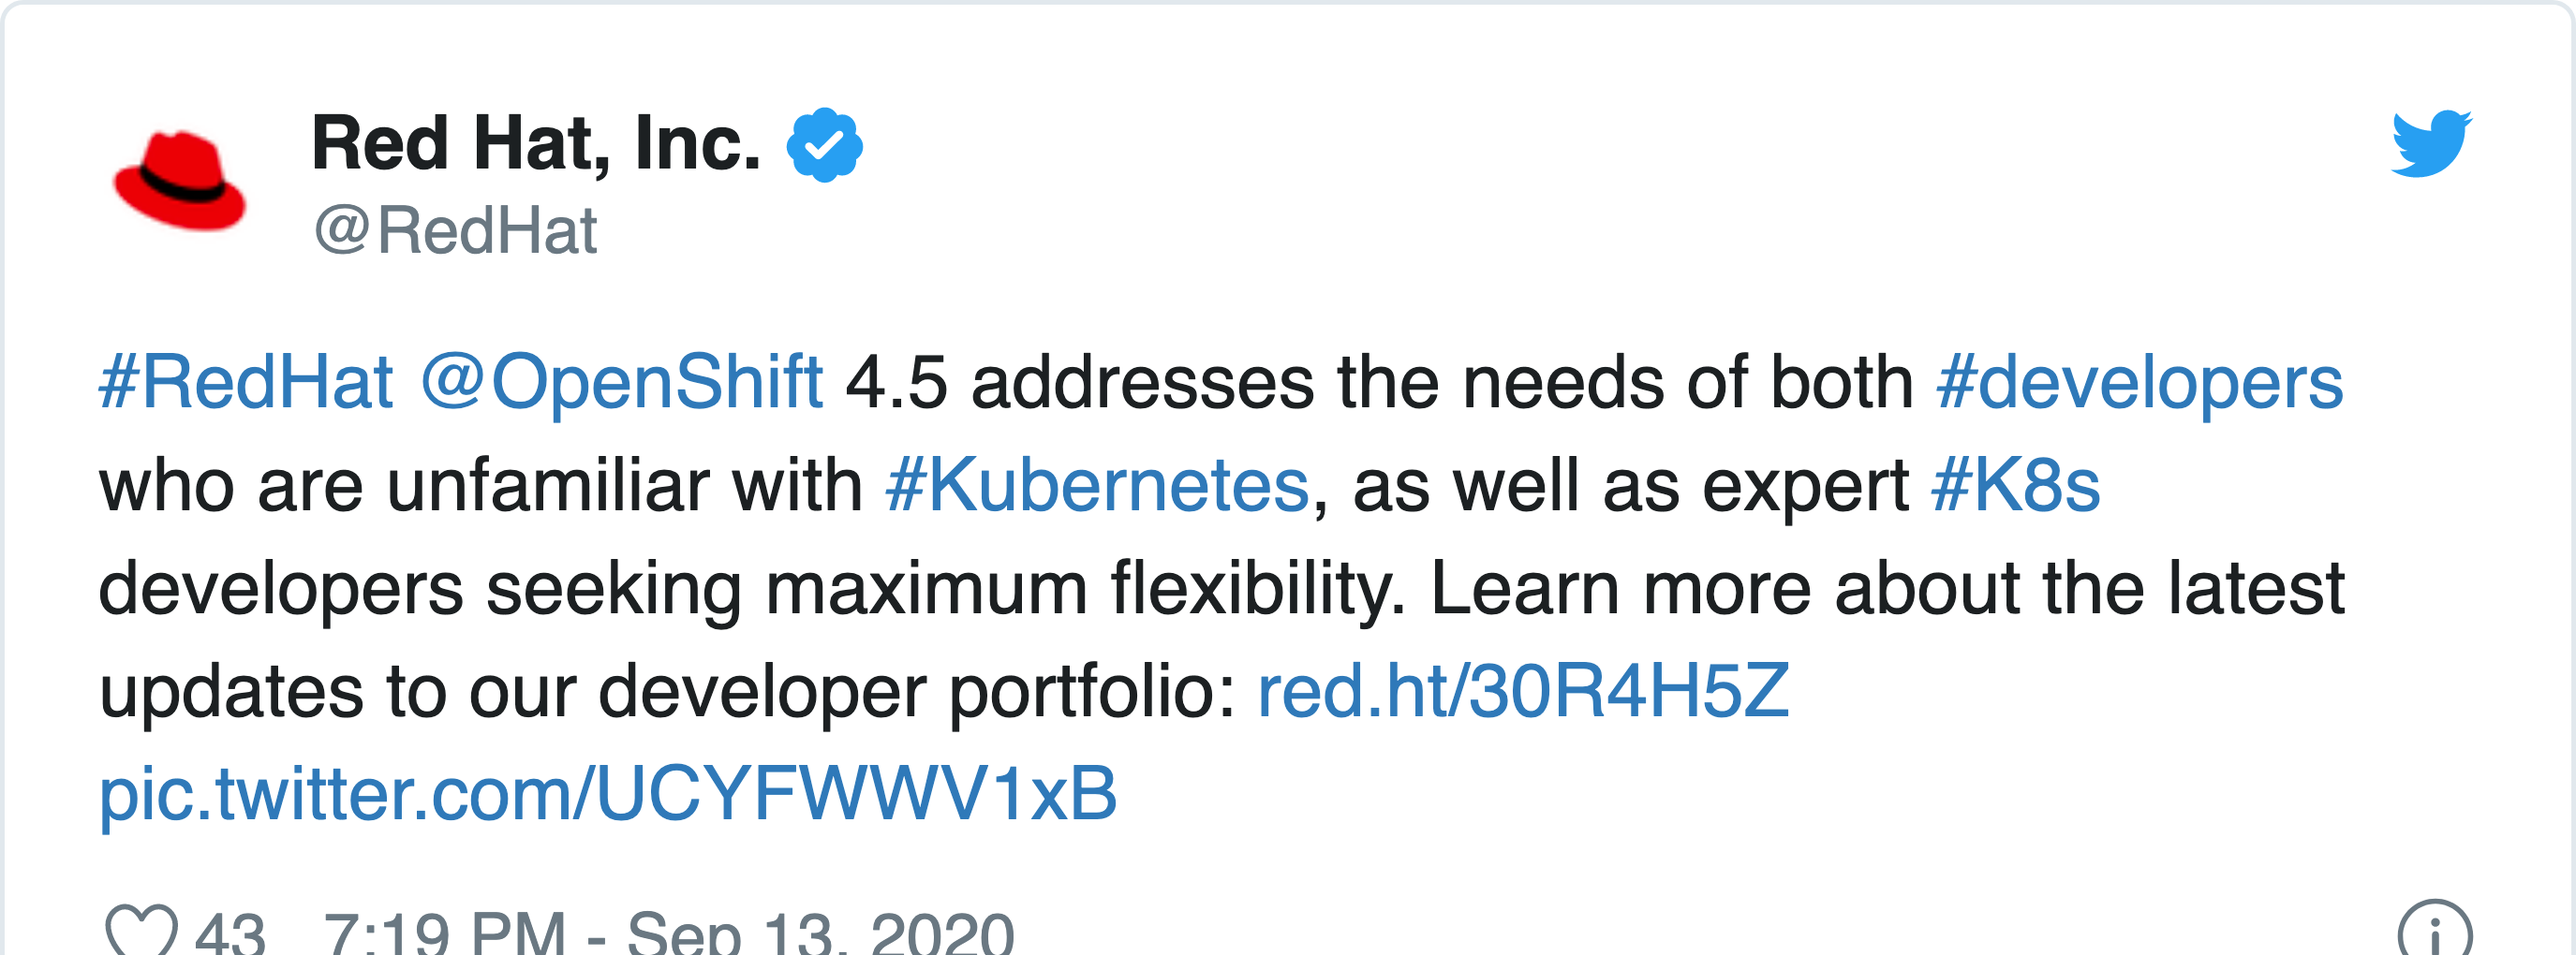 Red Hat, Inc.
@RedHat
#RedHat @OpenShift 4.5 addresses the needs of both #developers
who are unfamiliar with #Kubernetes, as well as expert #K8s
developers seeking maximum flexibility. Learn more about the latest
updates to our developer portfolio: red.ht/30R4H5Z
pic.twitter.com/UCYFWWV1xB
43 7:19 PM - Sep 13, 2020